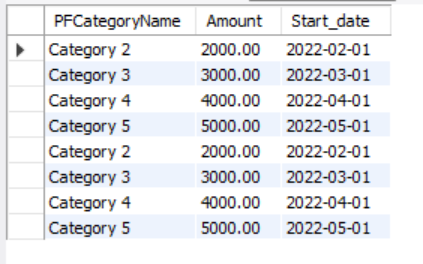 PFCategoryName Amount Start_date
Category 2 2000.00 2022-02-01
Category 3 3000.00 2022-03-01
Category 4 4000.00 2022-04-01
Category 5 5000.00 2022-05-01
Category 2 2000.00 2022-02-01
Category 3 3000.00 2022-03-01
Category 4 4000.00 2022-04-01
Category 5 5000.00 2022-05-01